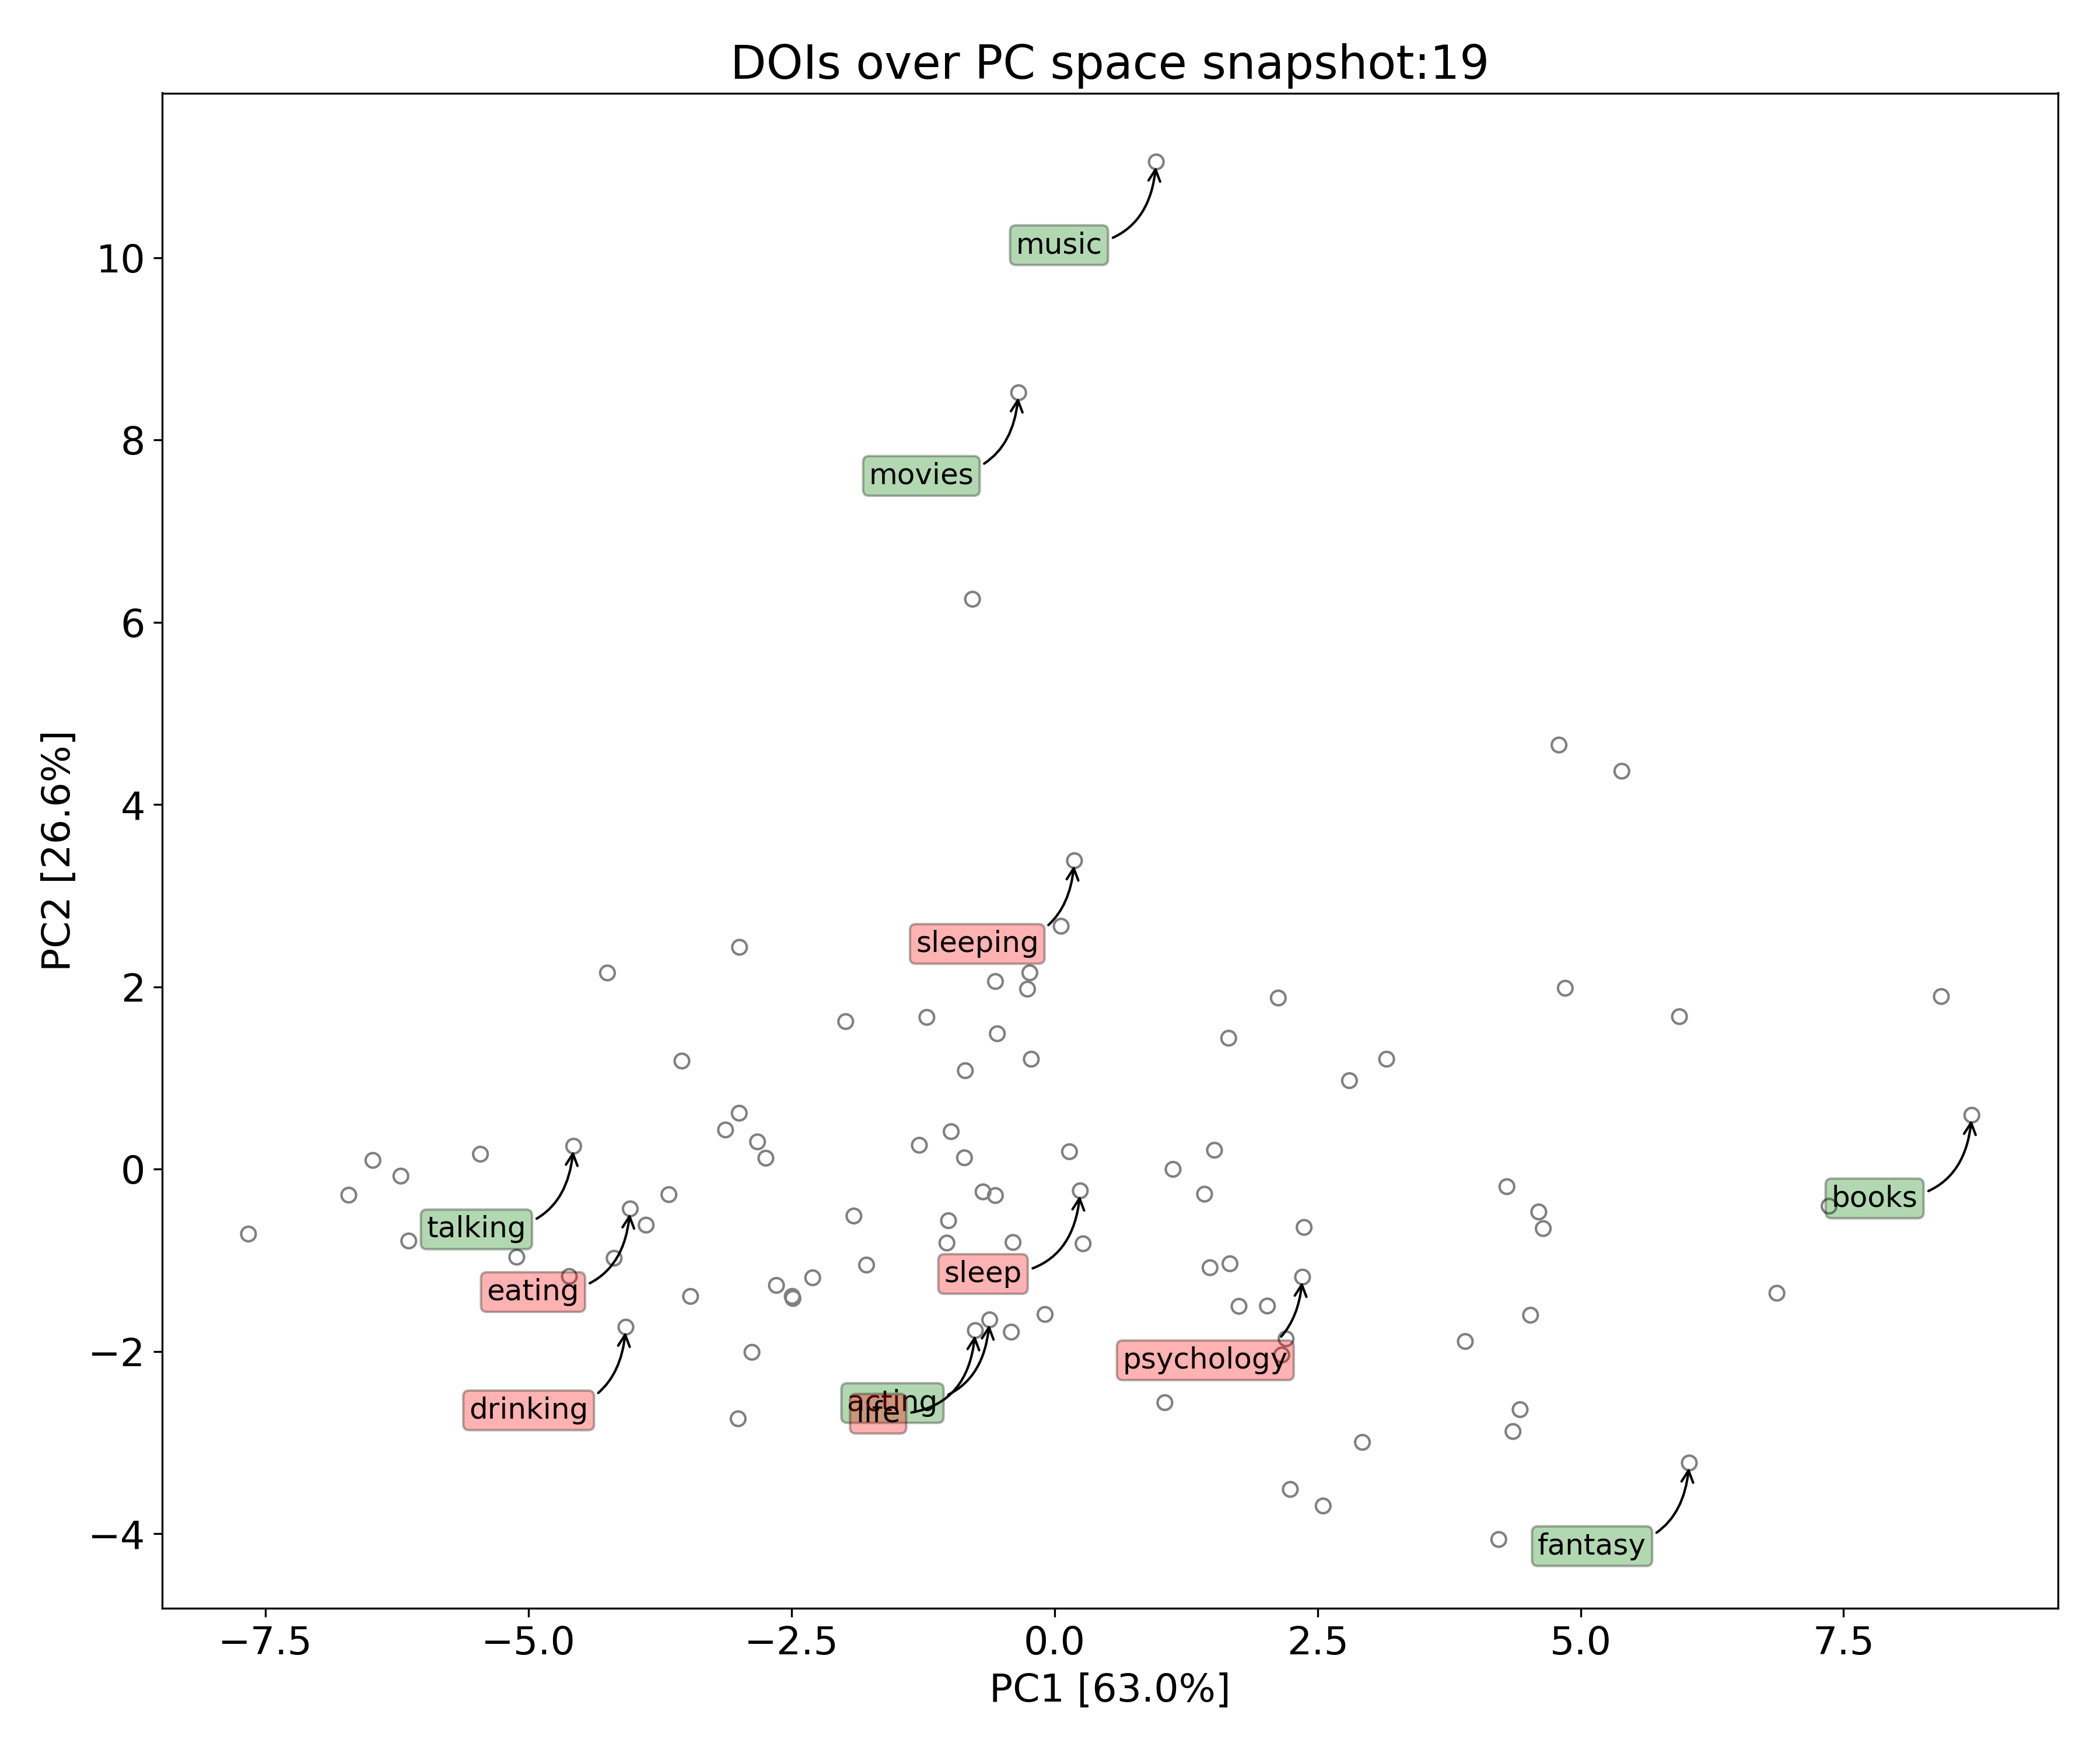 DOIs over PC space snapshot:19
music
10
movies
8
6
PC2 [26.6%]
4
sleeping
2
0
books
talking
sleep
eating
psychology
−2
acting
drinking
life
−4
fantasy
−7.5 −5.0 −2.5 0.0 2.5 5.0 7.5
PC1 [63.0%]